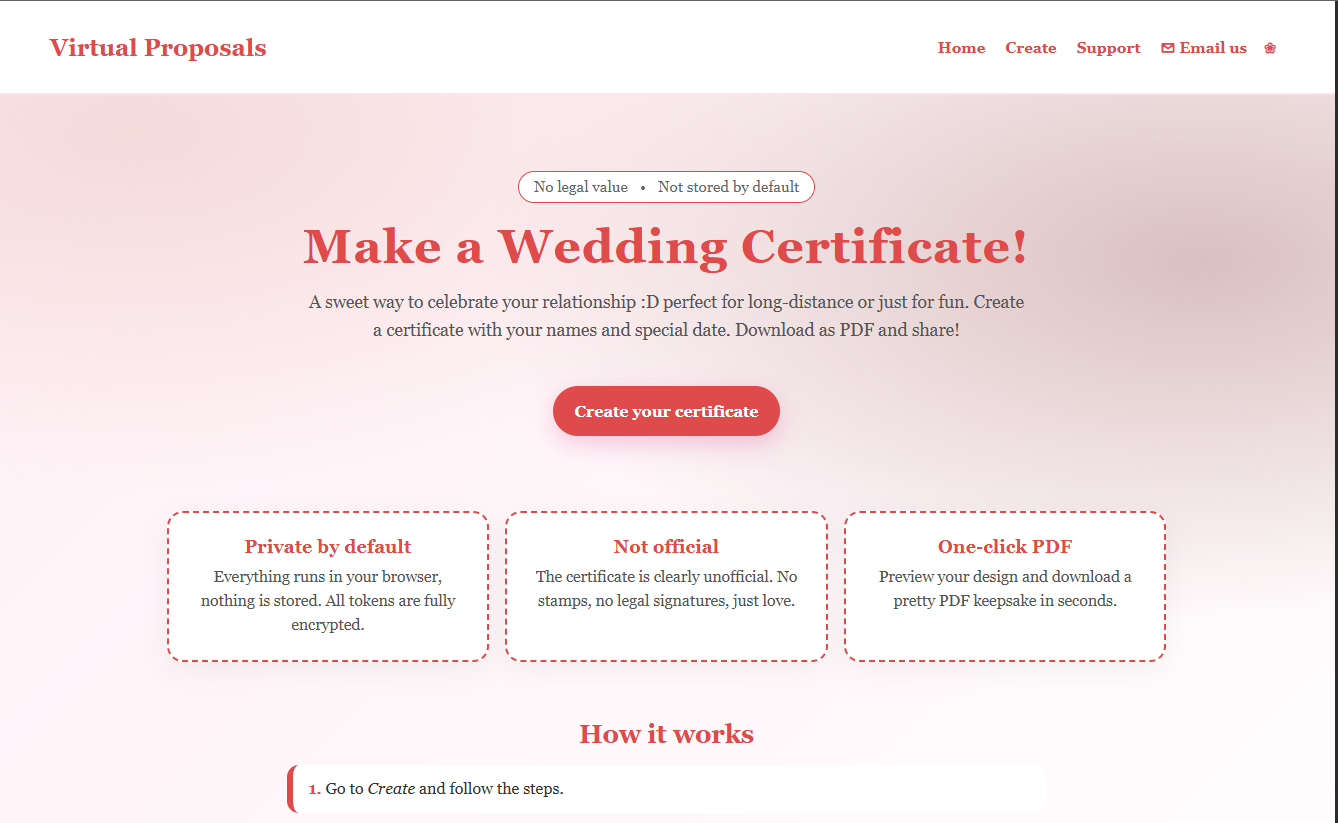 Virtual Proposals
Home Create Support Email us
No legal value • Not stored by default
Make a Wedding Certificate!
A sweet way to celebrate your relationship :D perfect for long-distance or just for fun. Create
a certificate with your names and special date. Download as PDF and share!
Create your certificate
Private by default
Everything runs in your browser,
nothing is stored. All tokens are fully
encrypted.
Not official
The certificate is clearly unofficial. No
stamps, no legal signatures, just love.
One-click PDF
Preview your design and download a
pretty PDF keepsake in seconds.
How it works
1. Go to Create and follow the steps.